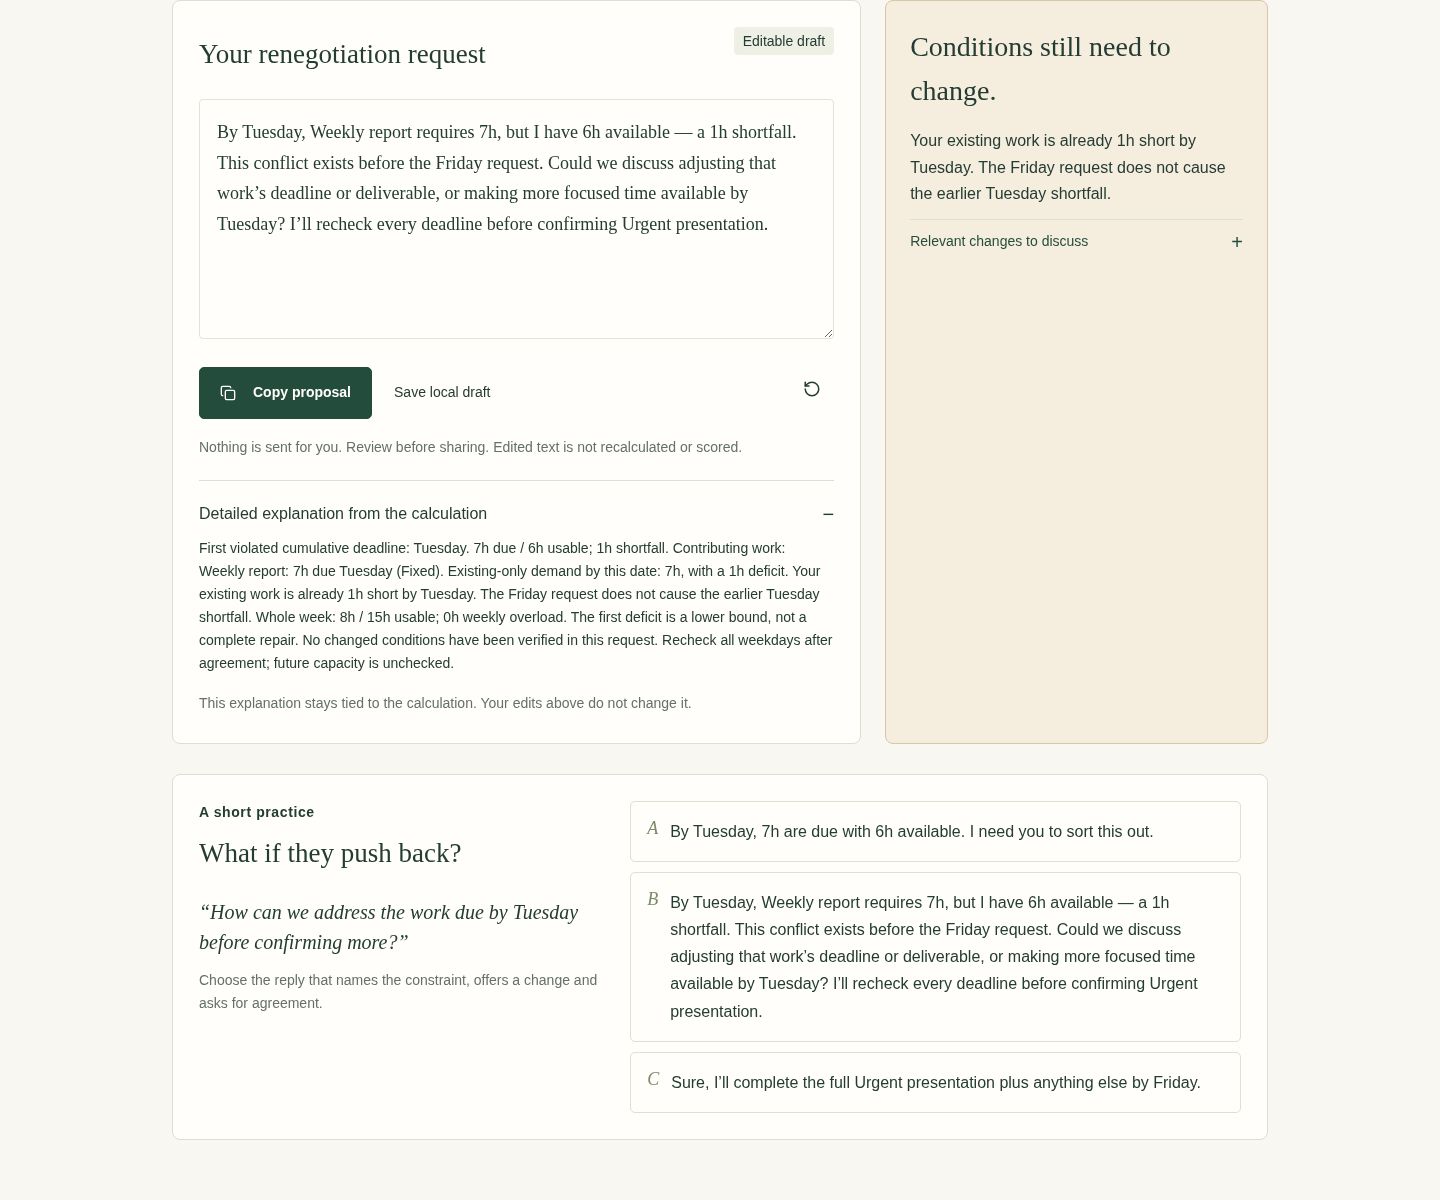 Your renegotiation request
Editable draft
By Tuesday, Weekly report requires 7h, but I have 6h available — a 1h shortfall.
This conflict exists before the Friday request. Could we discuss adjusting that
work’s deadline or deliverable, or making more focused time available by
Tuesday? I’ll recheck every deadline before confirming Urgent presentation.
Copy proposal
Save local draft
Nothing is sent for you. Review before sharing. Edited text is not recalculated or scored.
Detailed explanation from the calculation
First violated cumulative deadline: Tuesday. 7h due / 6h usable; 1h shortfall. Contributing work:
Weekly report: 7h due Tuesday (Fixed). Existing-only demand by this date: 7h, with a 1h deficit. Your
existing work is already 1h short by Tuesday. The Friday request does not cause the earlier Tuesday
shortfall. Whole week: 8h / 15h usable; 0h weekly overload. The first deficit is a lower bound, not a
complete repair. No changed conditions have been verified in this request. Recheck all weekdays after
agreement; future capacity is unchecked.
This explanation stays tied to the calculation. Your edits above do not change it.
Conditions still need to
change.
Your existing work is already 1h short by
Tuesday. The Friday request does not cause
the earlier Tuesday shortfall.
Relevant changes to discuss
A short practice
What if they push back?
“How can we address the work due by Tuesday
before confirming more?”
Choose the reply that names the constraint, offers a change and
asks for agreement.
A By Tuesday, 7h are due with 6h available. I need you to sort this out.
B By Tuesday, Weekly report requires 7h, but I have 6h available — a 1h
shortfall. This conflict exists before the Friday request. Could we discuss
adjusting that work’s deadline or deliverable, or making more focused time
available by Tuesday? I’ll recheck every deadline before confirming Urgent
presentation.
C Sure, I’ll complete the full Urgent presentation plus anything else by Friday.